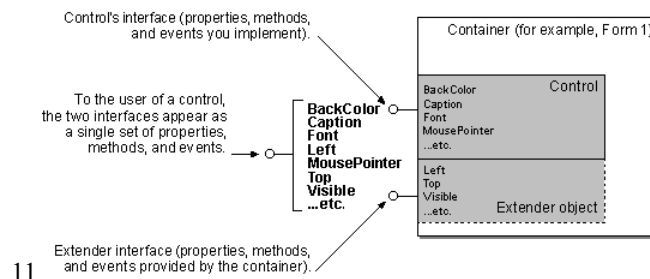 Control's interface (properties, methods,
and events you implement).
Container (for example, Form 1)
Control
BackColor
Caption
Font
MousePointer
...etc.
To the user of a control,
the two interfaces appear as
a single set of properties,
methods, and events.
BackColor
Caption
Font
Left
MousePointer
Top
Visible
...etc.
Left
Top
Visible
...etc.
Extender object
Extender interface (properties, methods,
and events provided by the container).
11